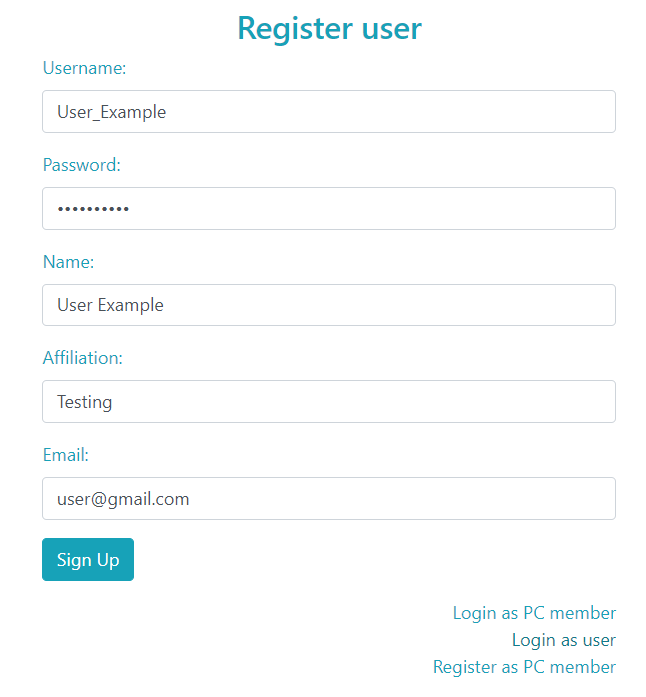 Register user
Username:
User_Example
Password:
••••••••••
Name:
User Example
Affiliation:
Testing
Email:
user@gmail.com
Sign Up
Login as PC member
Login as user
Register as PC member